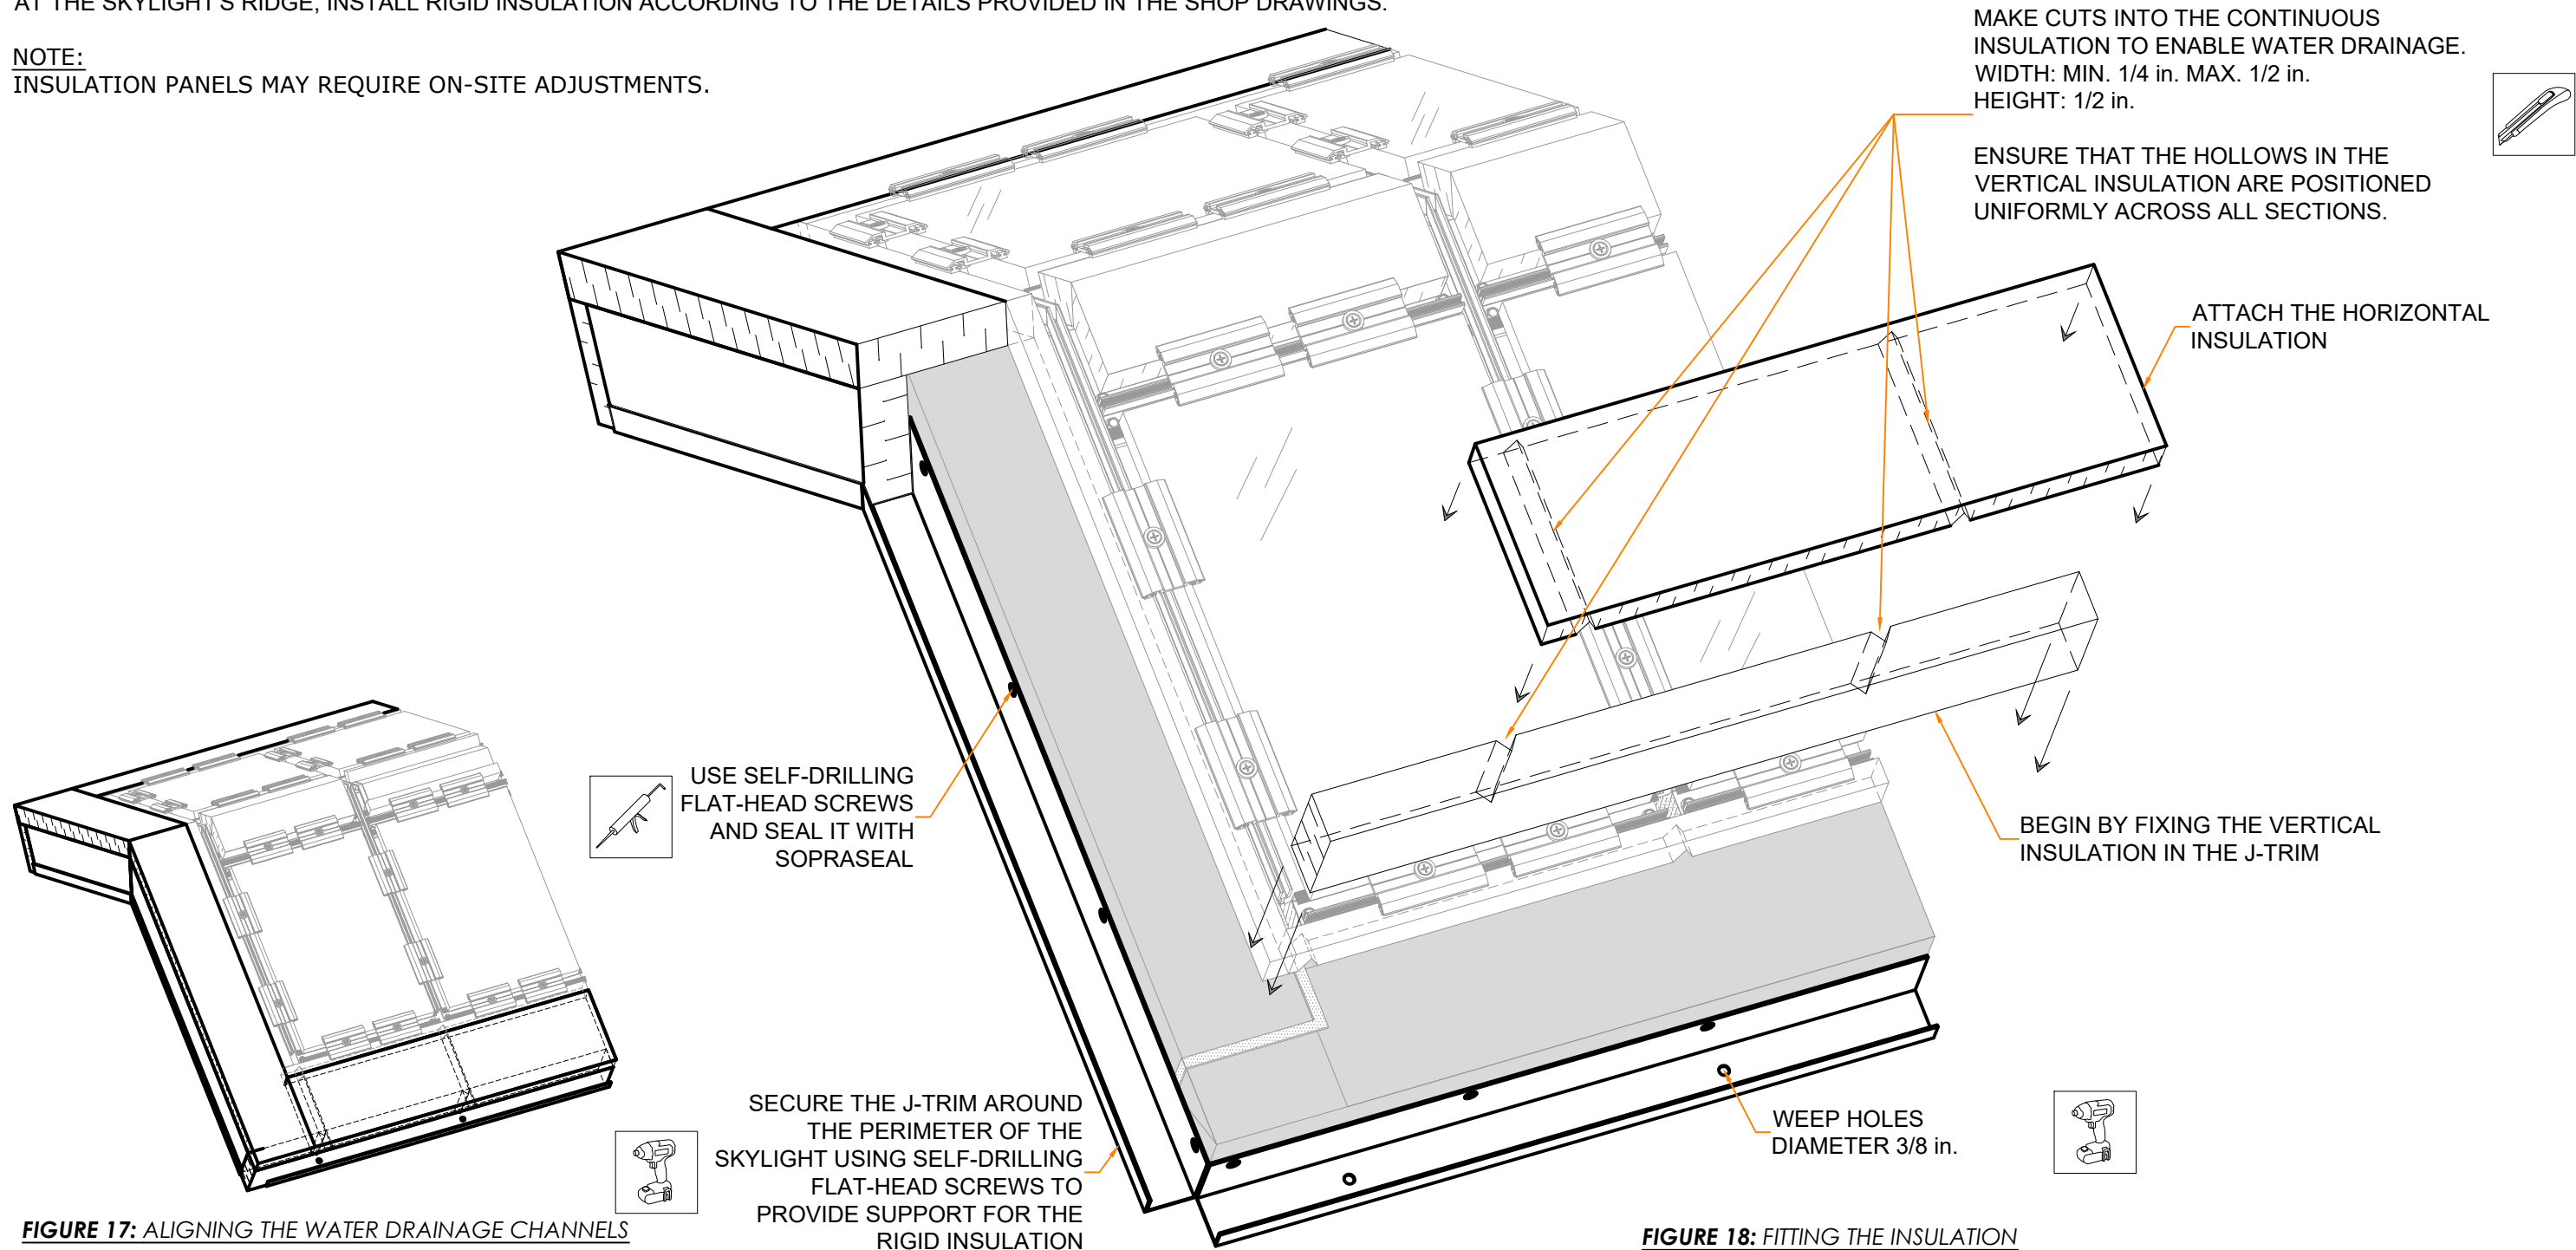 AT THE SKYLIGHT'S RIDGE, INSTALL RIGID INSULATION ACCORDING TO THE DETAILS PROVIDED IN THE SHOP DRAWINGS.
NOTE:
INSULATION PANELS MAY REQUIRE ON-SITE ADJUSTMENTS.
MAKE CUTS INTO THE CONTINUOUS
INSULATION TO ENABLE WATER DRAINAGE.
WIDTH: MIN. 1/4 in. MAX. 1/2 in.
HEIGHT: 1/2 in.
ENSURE THAT THE HOLLOWS IN THE
VERTICAL INSULATION ARE POSITIONED
UNIFORMLY ACROSS ALL SECTIONS.
ATTACH THE HORIZONTAL
INSULATION
USE SELF-DRILLING
FLAT-HEAD SCREWS
AND SEAL IT WITH
SOPRASEAL
BEGIN BY FIXING THE VERTICAL
INSULATION IN THE J-TRIM
SECURE THE J-TRIM AROUND
THE PERIMETER OF THE
SKYLIGHT USING SELF-DRILLING
FLAT-HEAD SCREWS TO
PROVIDE SUPPORT FOR THE
RIGID INSULATION
WEEP HOLES
DIAMETER 3/8 in.
FIGURE 17: ALIGNING THE WATER DRAINAGE CHANNELS
FIGURE 18: FITTING THE INSULATION